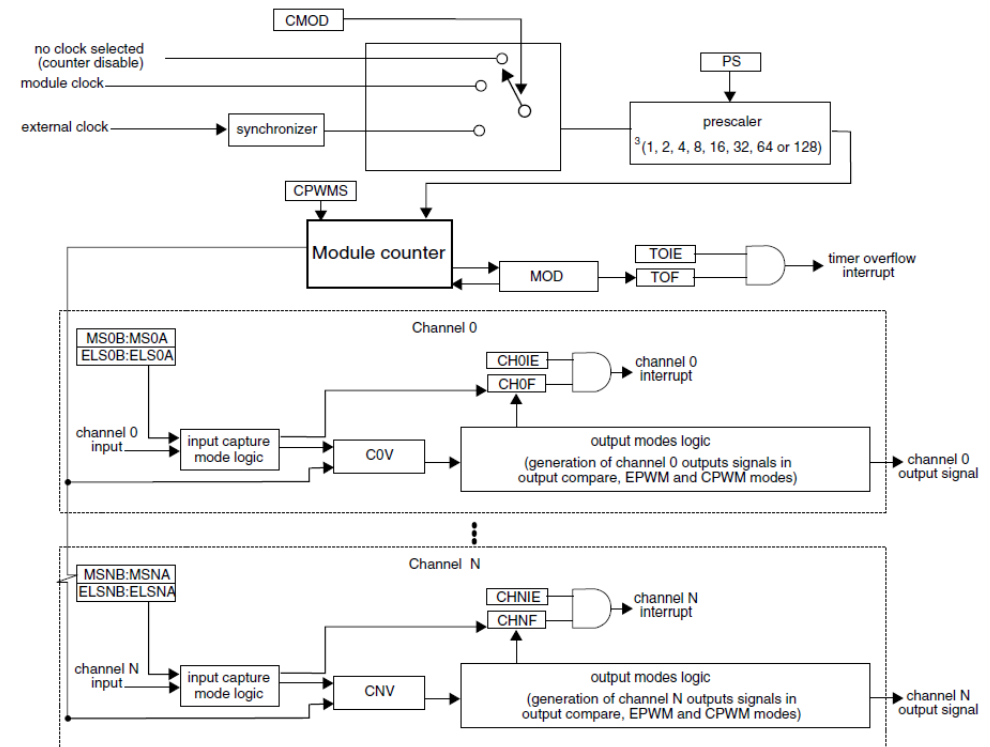 CMOD
no clock selected
(counter disable)
module clock
external clock
synchronizer
PS
prescaler
3 (1, 2, 4, 8, 16, 32, 64 or 128)
CPWMS
Module counter
MOD
TOIE
TOF
timer overflow
interrupt
Channel 0
MS0B:MS0A
ELS0B:ELS0A
CH0IE
CH0F
channel 0
interrupt
channel 0
input
input capture
mode logic
C0V
output modes logic
(generation of channel 0 outputs signals in
output compare, EPWM and CPWM modes)
channel 0
output signal
Channel N
MSNB:MSNA
ELSNB:ELSNA
CHNIE
CHNF
channel N
interrupt
channel N
input
input capture
mode logic
CNV
output modes logic
(generation of channel N outputs signals in
output compare, EPWM and CPWM modes)
channel N
output signal